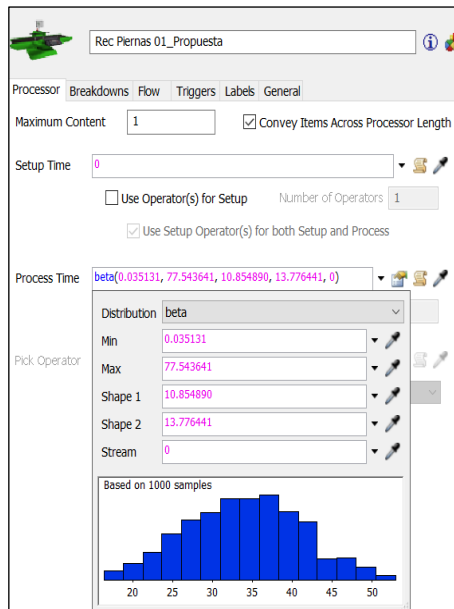 Rec Piernas 01_Propuesta
Processor Breakdowns Flow Triggers Labels General
Maximum Content 1 Convey Items Across Processor Length
Setup Time 0
Use Operator(s) for Setup Number of Operators 1
Use Setup Operator(s) for both Setup and Process
Process Time beta(0.035131, 77.543641, 10.854890, 13.776441, 0)
Distribution beta
Min 0.035131
Max 77.543641
Pick Operator
Shape 1 10.854890
Shape 2 13.776441
Stream 0
Based on 1000 samples
20 25 30 35 40 45 50